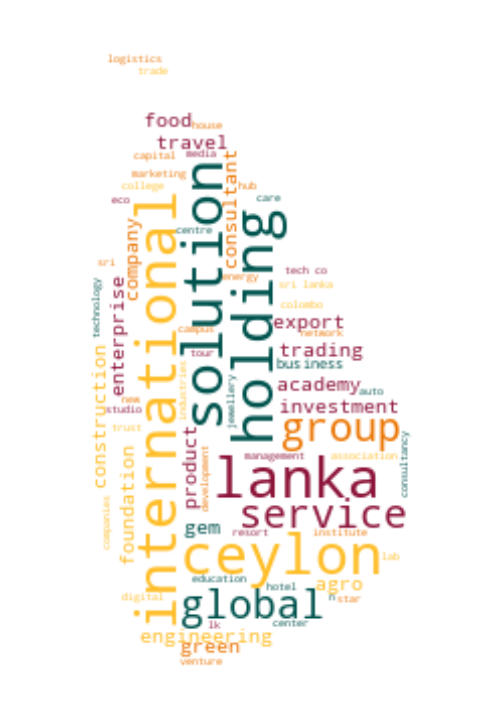 logistics
trade
food
house
travel
capital
media
marketing
college
hub
eco
care
consultant
solution
international
holding
company
centre
sri
energy
tech co
sri lanka
technology
enterprise
colombo
export
network
campus
tour
trading
business
construction
industries
jewellery
academy
auto
new
studio
investment
trust
group
consultancy
product
development
management
association
foundation
lanka
companies
service
gem
resort
institute
ceylon
lab
education
hotel
agro
digital
global
n
star
lk
center
engineering
green
venture